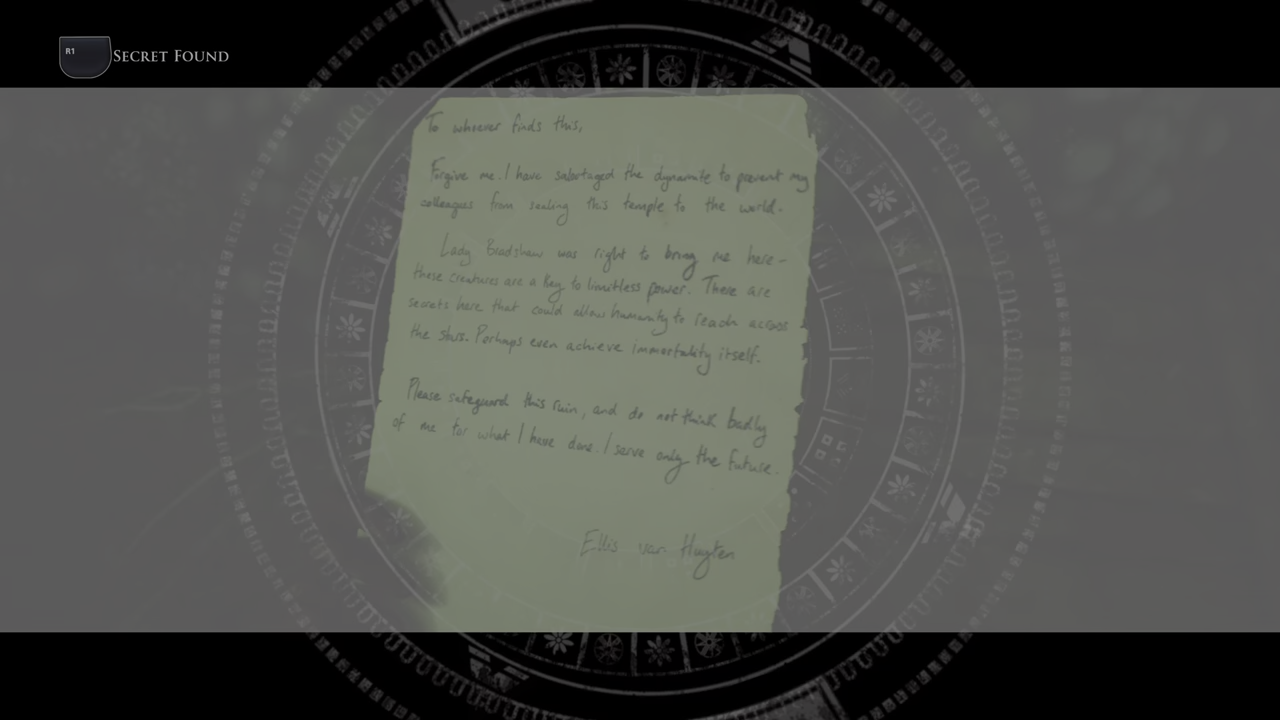 R1
SECRET FOUND
To whoever finds this,
Forgive me. I have sabortaged the dynamite to prevent my
colleagues from sealing this temple to the world.
Lady Bradshaw was right to bring me here -
these creatures are a key to limitless power. There are
secrets here that could allow humanity to reach across
the stars. Perhaps even achieve immortality itself.
Please safeguard this ruin, and do not think badly
of me for what I have done. I serve only the future.
Ellis van Huyten